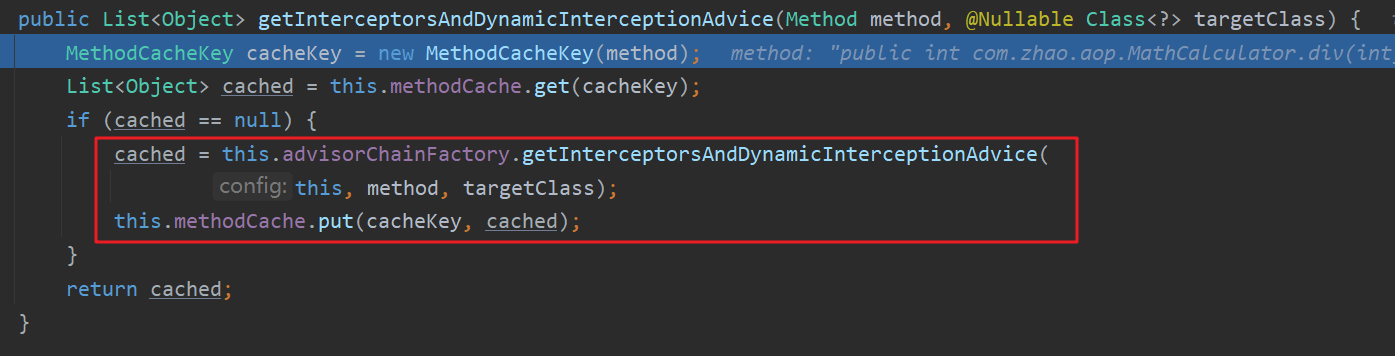 public List<Object> getInterceptorsAndDynamicInterceptionAdvice(Method method, @Nullable Class<?> targetClass) {
MethodCacheKey cacheKey = new MethodCacheKey(method); method: "public int com.zhao.aop.MathCalculator.div(int,
List<Object> cached = this.methodCache.get(cacheKey);
if (cached == null) {
cached = this.advisorChainFactory.getInterceptorsAndDynamicInterceptionAdvice(
config: this, method, targetClass);
this.methodCache.put(cacheKey, cached);
}
return cached;
}